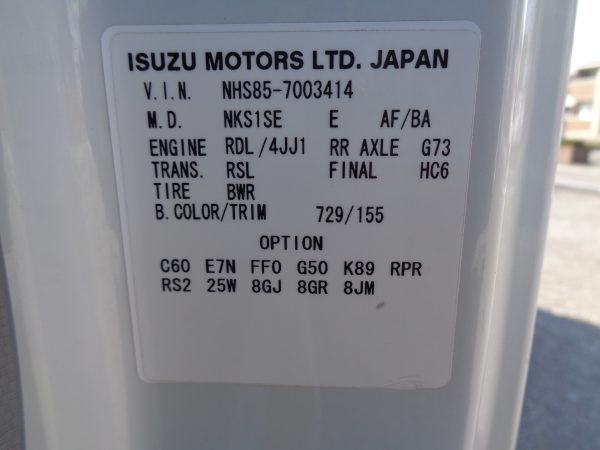 ISUZU MOTORS LTD. JAPAN
V.I.N. NHS85-7003414
M.D. NKS1SE E AF/BA
ENGINE RDL/4JJ1 RR AXLE G73
TRANS. RSL FINAL HC6
TIRE BWR
B.COLOR/TRIM 729/155
OPTION
C60 E7N FF0 G50 K89 RPR
RS2 25W 8GJ 8GR 8JM